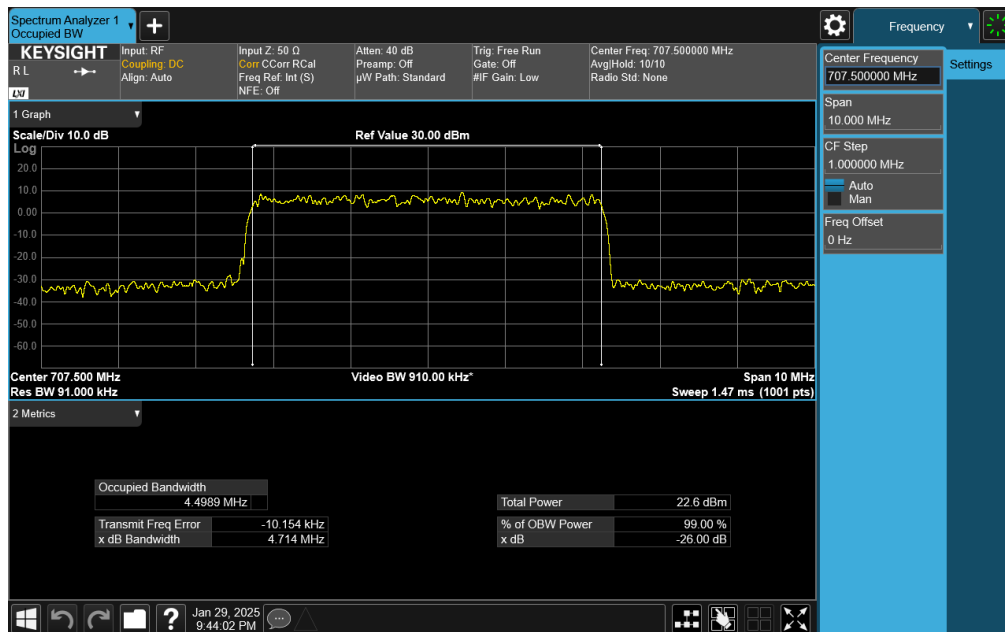 Spectrum Analyzer 1
Occupied BW
Frequency
KEYSIGHT
R L
LXI
Input: RF
Coupling: DC
Align: Auto
Input Z: 50 Ω
Corr CCorr RCal
Freq Ref: Int (S)
NFE: Off
Atten: 40 dB
Preamp: Off
µW Path: Standard
Trig: Free Run
Gate: Off
#IF Gain: Low
Center Freq: 707.500000 MHz
Avg|Hold: 10/10
Radio Std: None
Center Frequency
707.500000 MHz
Settings
Span
10.000 MHz
CF Step
1.000000 MHz
Auto
Man
Freq Offset
0 Hz
1 Graph
Scale/Div 10.0 dB
Ref Value 30.00 dBm
Log
20.0
10.0
0.00
-10.0
-20.0
-30.0
-40.0
-50.0
-60.0
Center 707.500 MHz
Video BW 910.00 kHz*
Span 10 MHz
Res BW 91.000 kHz
Sweep 1.47 ms (1001 pts)
2 Metrics
Occupied Bandwidth
4.4989 MHz
Total Power 22.6 dBm
Transmit Freq Error -10.154 kHz
% of OBW Power 99.00 %
x dB Bandwidth 4.714 MHz
x dB -26.00 dB
Jan 29, 2025
9:44:02 PM